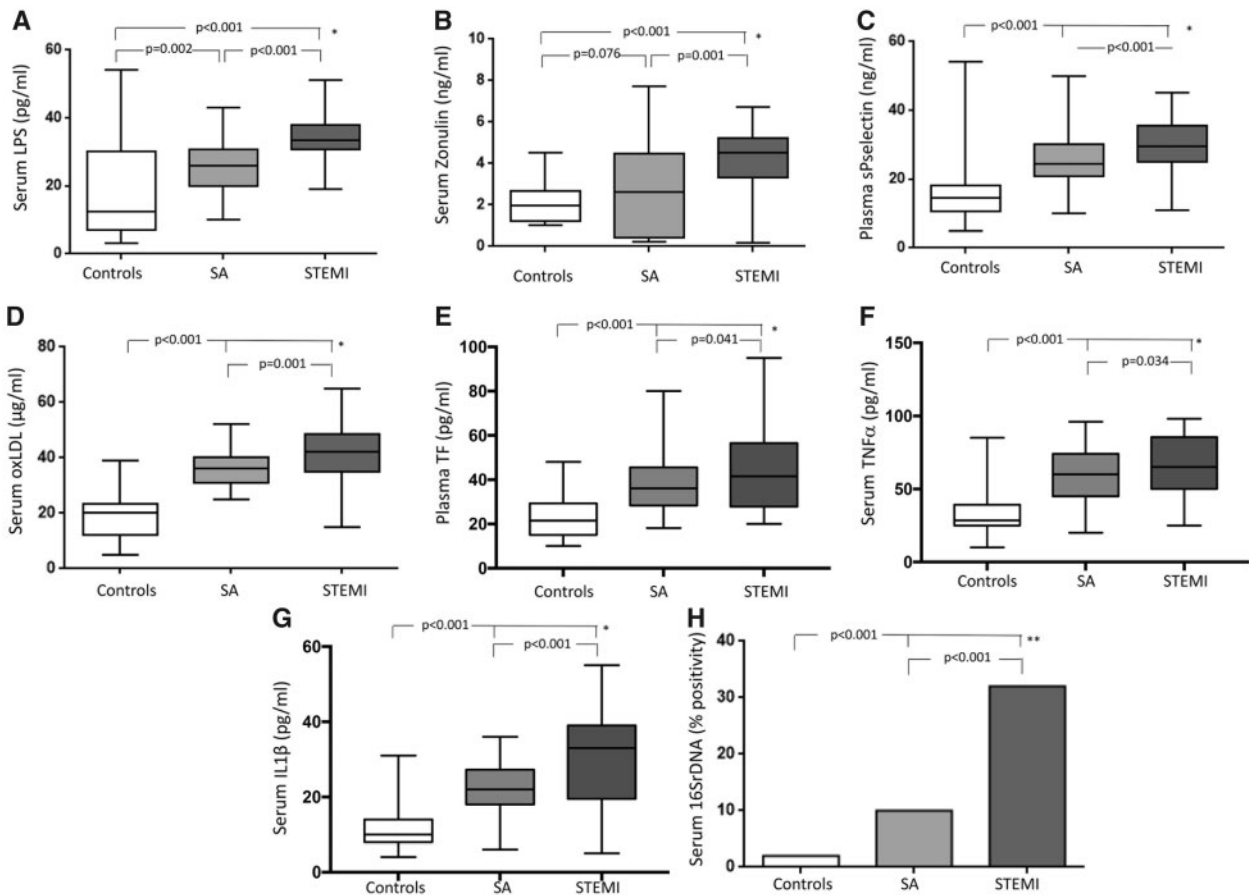 A
p<0.001 *
p=0.002 p<0.001
Serum LPS (pg/ml)
60
40
20
0
Controls SA STEMI
B
p<0.001 *
p=0.076 p=0.001
Serum Zonulin (ng/ml)
10
8
6
4
2
0
Controls SA STEMI
C
p<0.001 *
p<0.001
Plasma sPselectin (ng/ml)
60
40
20
0
Controls SA STEMI
D
p<0.001 *
p=0.001
Serum oxLDL (μg/ml)
80
60
40
20
0
Controls SA STEMI
E
p<0.001 *
p=0.041
Plasma TF (pg/ml)
100
80
60
40
20
0
Controls SA STEMI
F
p<0.001 *
p=0.034
Serum TNFα (pg/ml)
150
100
50
0
Controls SA STEMI
G
p<0.001 *
p<0.001
Serum IL1β (pg/ml)
60
40
20
0
Controls SA STEMI
H
p<0.001 **
p<0.001
Serum 16SrDNA (% positivity)
40
30
20
10
0
Controls SA STEMI